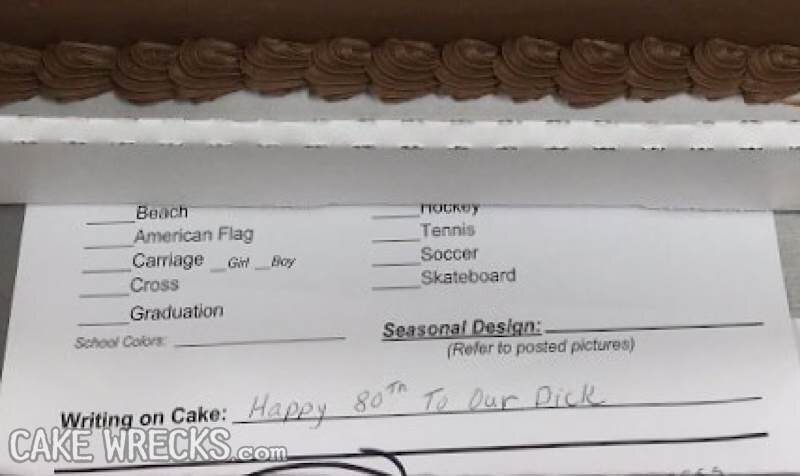 Beach
Hockey
American Flag
Tennis
Carriage Girl Boy
Soccer
Cross
Skateboard
Graduation
School Colors:
Seasonal Design:
(Refer to posted pictures)
Writing on Cake: Happy 80Th To Our Dick
CAKE WRECKS.com